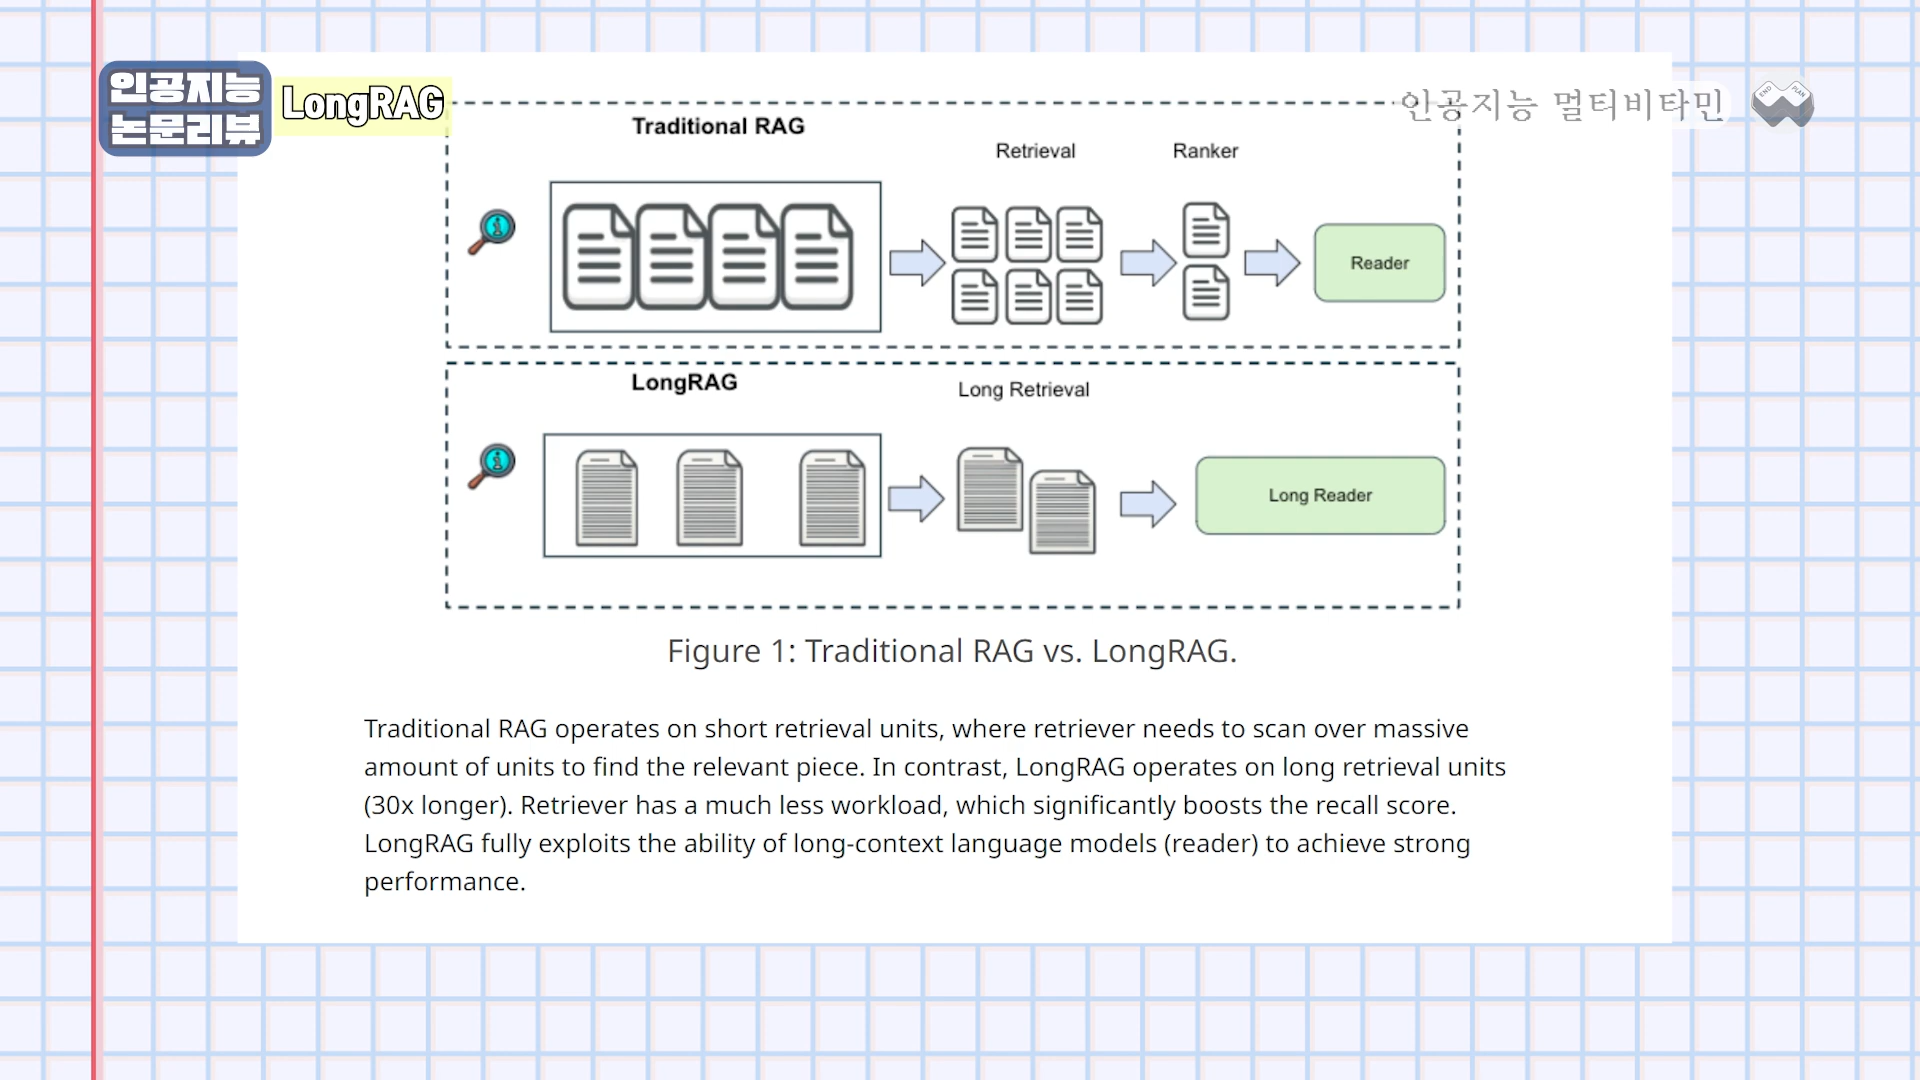 인공지능
논문리뷰
LongRAG
인공지능 멀티비타민
END PLAN
Traditional RAG
Retrieval
Ranker
Reader
LongRAG
Long Retrieval
Long Reader
Figure 1: Traditional RAG vs. LongRAG.
Traditional RAG operates on short retrieval units, where retriever needs to scan over massive
amount of units to find the relevant piece. In contrast, LongRAG operates on long retrieval units
(30x longer). Retriever has a much less workload, which significantly boosts the recall score.
LongRAG fully exploits the ability of long-context language models (reader) to achieve strong
performance.